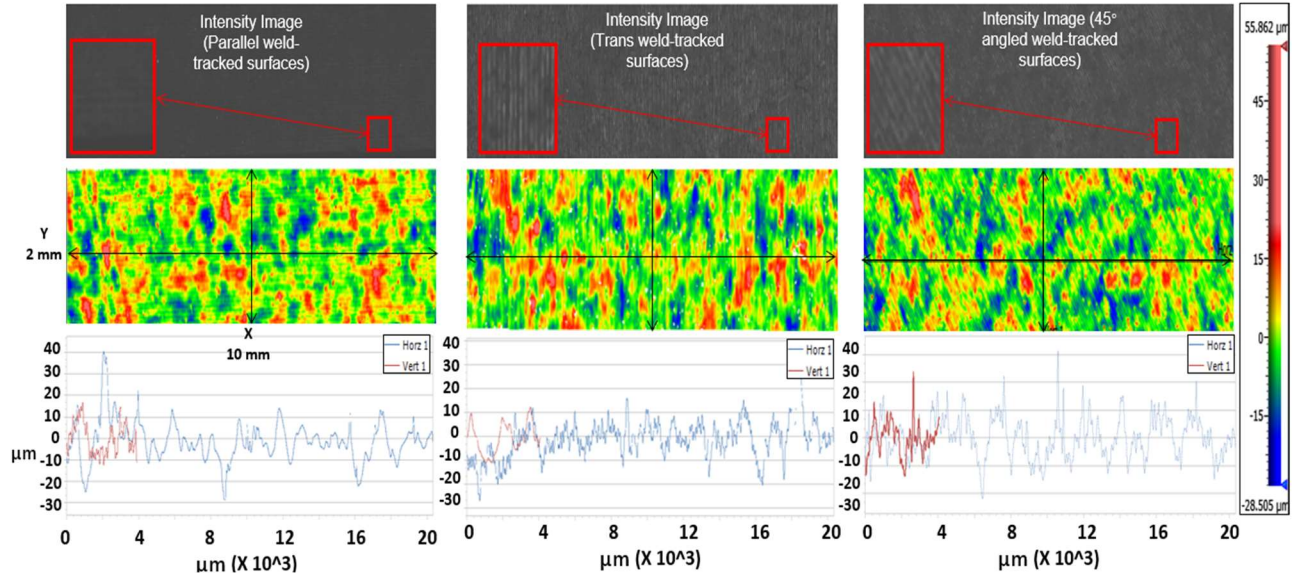 Intensity Image
(Parallel weld-
tracked surfaces)
Intensity Image
(Trans weld-tracked
surfaces)
Intensity Image (45°
angled weld-tracked
surfaces)
55.862 μm
45
30
15
0
-15
-28.505 μm
Y
2 mm
X
10 mm
Horz 1
Vert 1
40
30
20
10
0
-10
-20
-30
μm
0 4 8 12 16 20
μm (X 10^3)
Horz 1
Vert 1
40
30
20
10
0
-10
-20
-30
0 4 8 12 16 20
μm (X 10^3)
Horz 1
Vert 1
40
30
20
10
0
-10
-20
-30
0 4 8 12 16 20
μm (X 10^3)